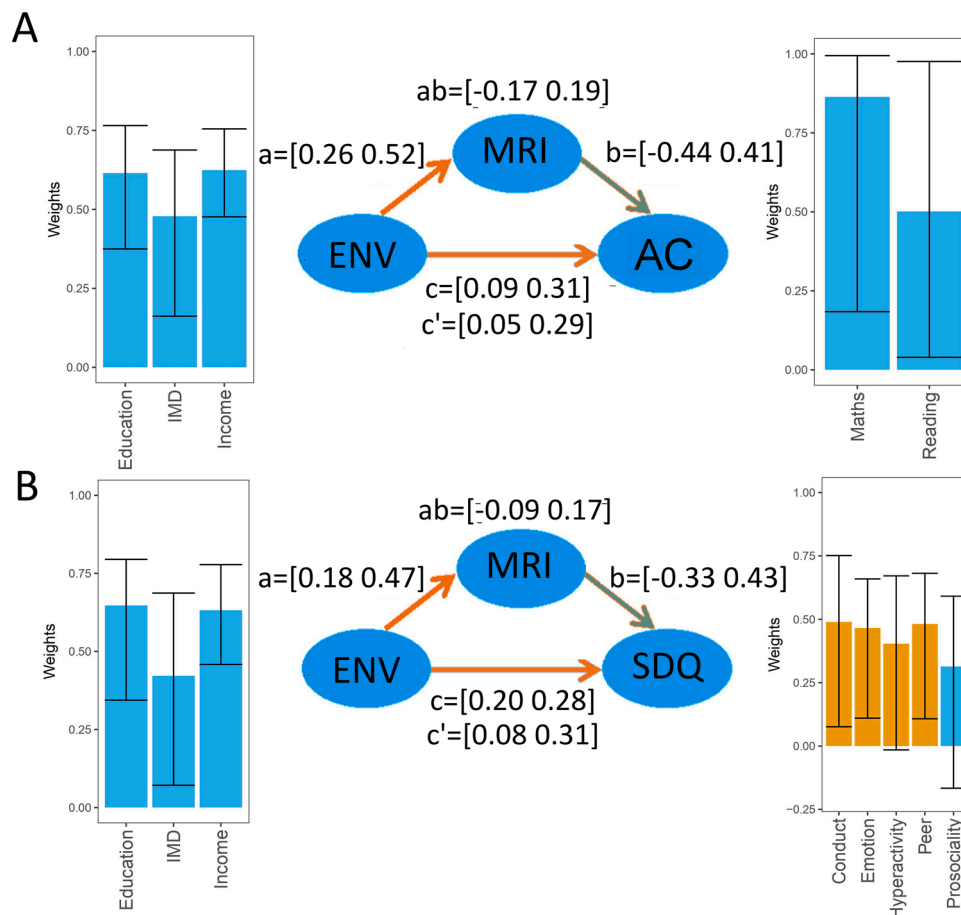 A
1.00
0.75
0.50
0.25
0.00
Weights
Education
IMD
Income
ab=[-0.17 0.19]
a=[0.26 0.52]
MRI
b=[-0.44 0.41]
ENV
AC
c=[0.09 0.31]
c'=[0.05 0.29]
1.00
0.75
0.50
0.25
0.00
Weights
Maths
Reading
B
1.00
0.75
0.50
0.25
0.00
Weights
Education
IMD
Income
ab=[-0.09 0.17]
a=[0.18 0.47]
MRI
b=[-0.33 0.43]
ENV
SDQ
c=[0.20 0.28]
c'=[0.08 0.31]
1.00
0.75
0.50
0.25
0.00
−0.25
Weights
Conduct
Emotion
Hyperactivity
Peer
Prosociality